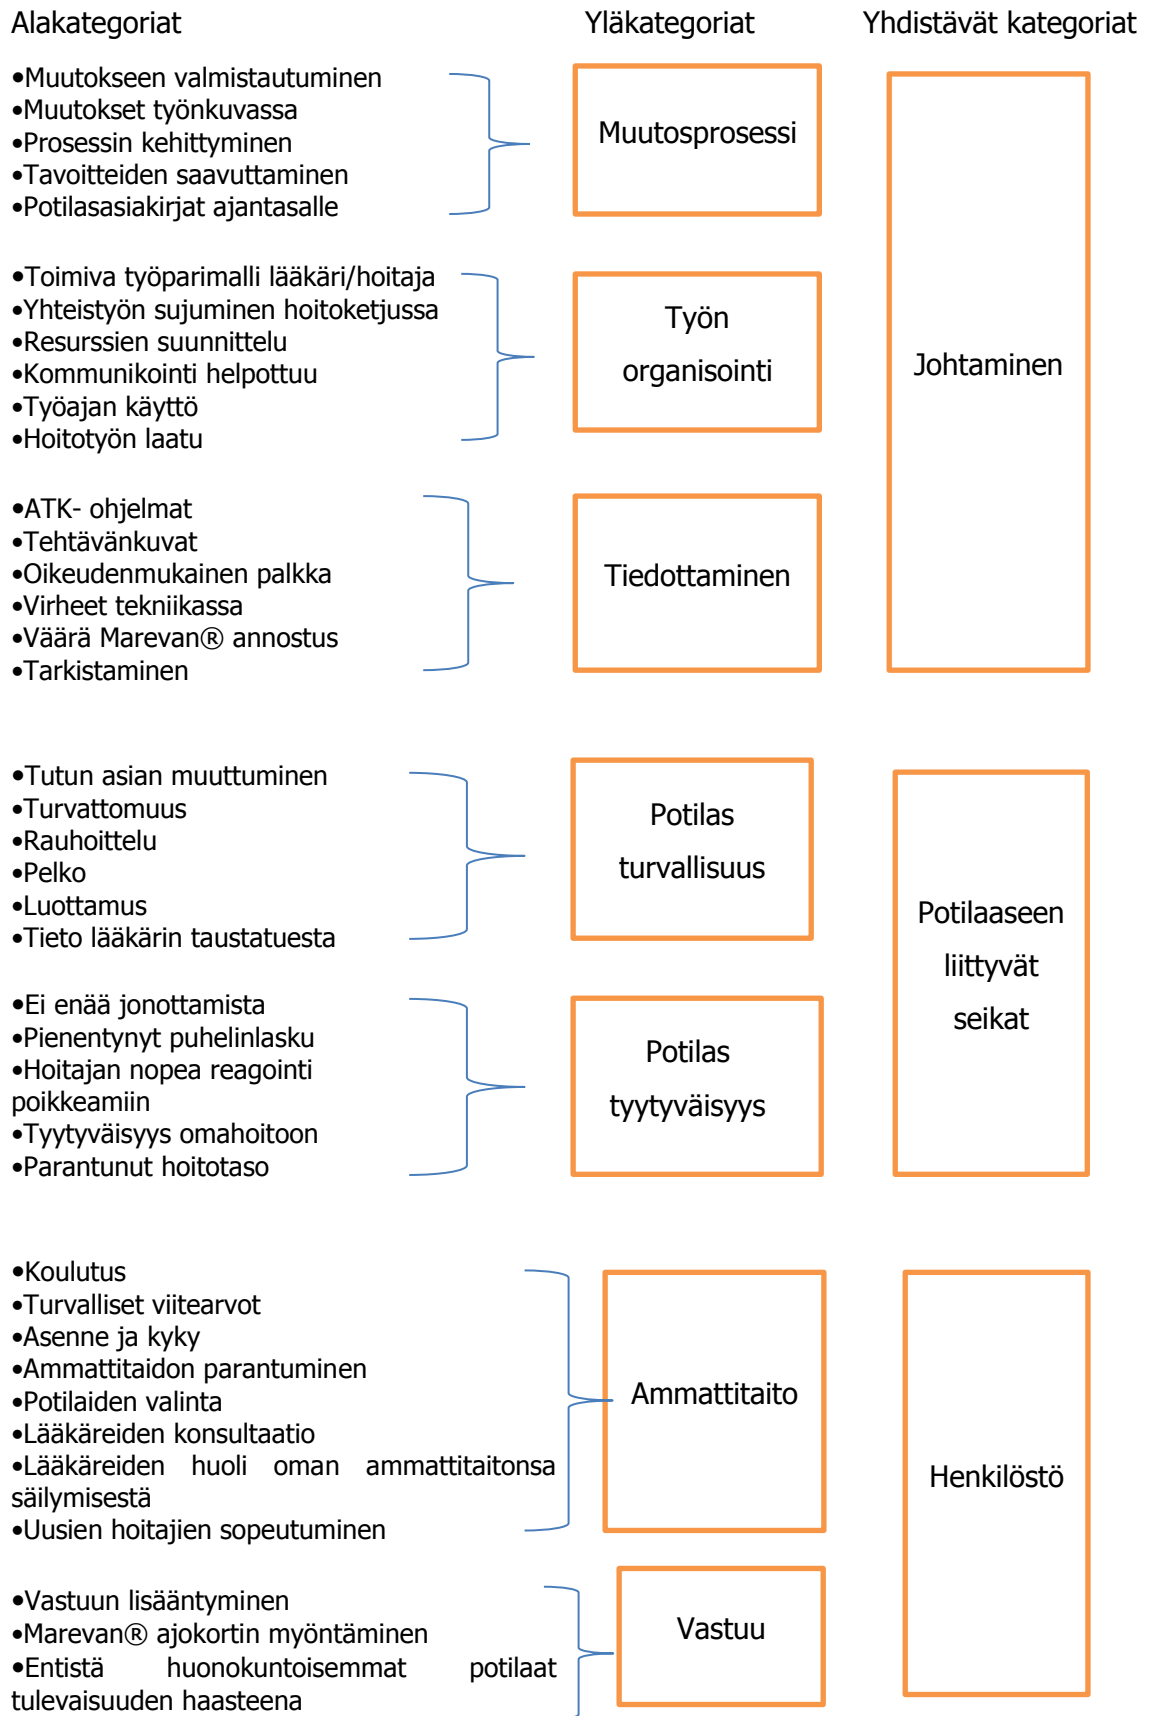 Alakategoriat Yläkategoriat Yhdistävät kategoriat
•Muutokseen valmistautuminen
•Muutokset työnkuvassa
•Prosessin kehittyminen
•Tavoitteiden saavuttaminen
•Potilasasiakirjat ajantasalle
Muutosprosessi
•Toimiva työparimalli lääkäri/hoitaja
•Yhteistyön sujuminen hoitoketjussa
•Resurssien suunnittelu
•Kommunikointi helpottuu
•Työajan käyttö
•Hoitotyön laatu
Työn
organisointi
•ATK- ohjelmat
•Tehtävänkuvat
•Oikeudenmukainen palkka
•Virheet tekniikassa
•Väärä Marevan® annostus
•Tarkistaminen
Tiedottaminen
Johtaminen
•Tutun asian muuttuminen
•Turvattomuus
•Rauhoittelu
•Pelko
•Luottamus
•Tieto lääkärin taustatuesta
Potilas
turvallisuus
•Ei enää jonottamista
•Pienentynyt puhelinlasku
•Hoitajan nopea reagointi
poikkeamiin
•Tyytyväisyys omahoitoon
•Parantunut hoitotaso
Potilas
tyytyväisyys
Potilaaseen
liittyvät
seikat
•Koulutus
•Turvalliset viitearvot
•Asenne ja kyky
•Ammattitaidon parantuminen
•Potilaiden valinta
•Lääkäreiden konsultaatio
•Lääkäreiden huoli oman ammattitaitonsa
säilymisestä
•Uusien hoitajien sopeutuminen
Ammattitaito
•Vastuun lisääntyminen
•Marevan® ajokortin myöntäminen
•Entistä huonokuntoisemmat potilaat
tulevaisuuden haasteena
Vastuu
Henkilöstö